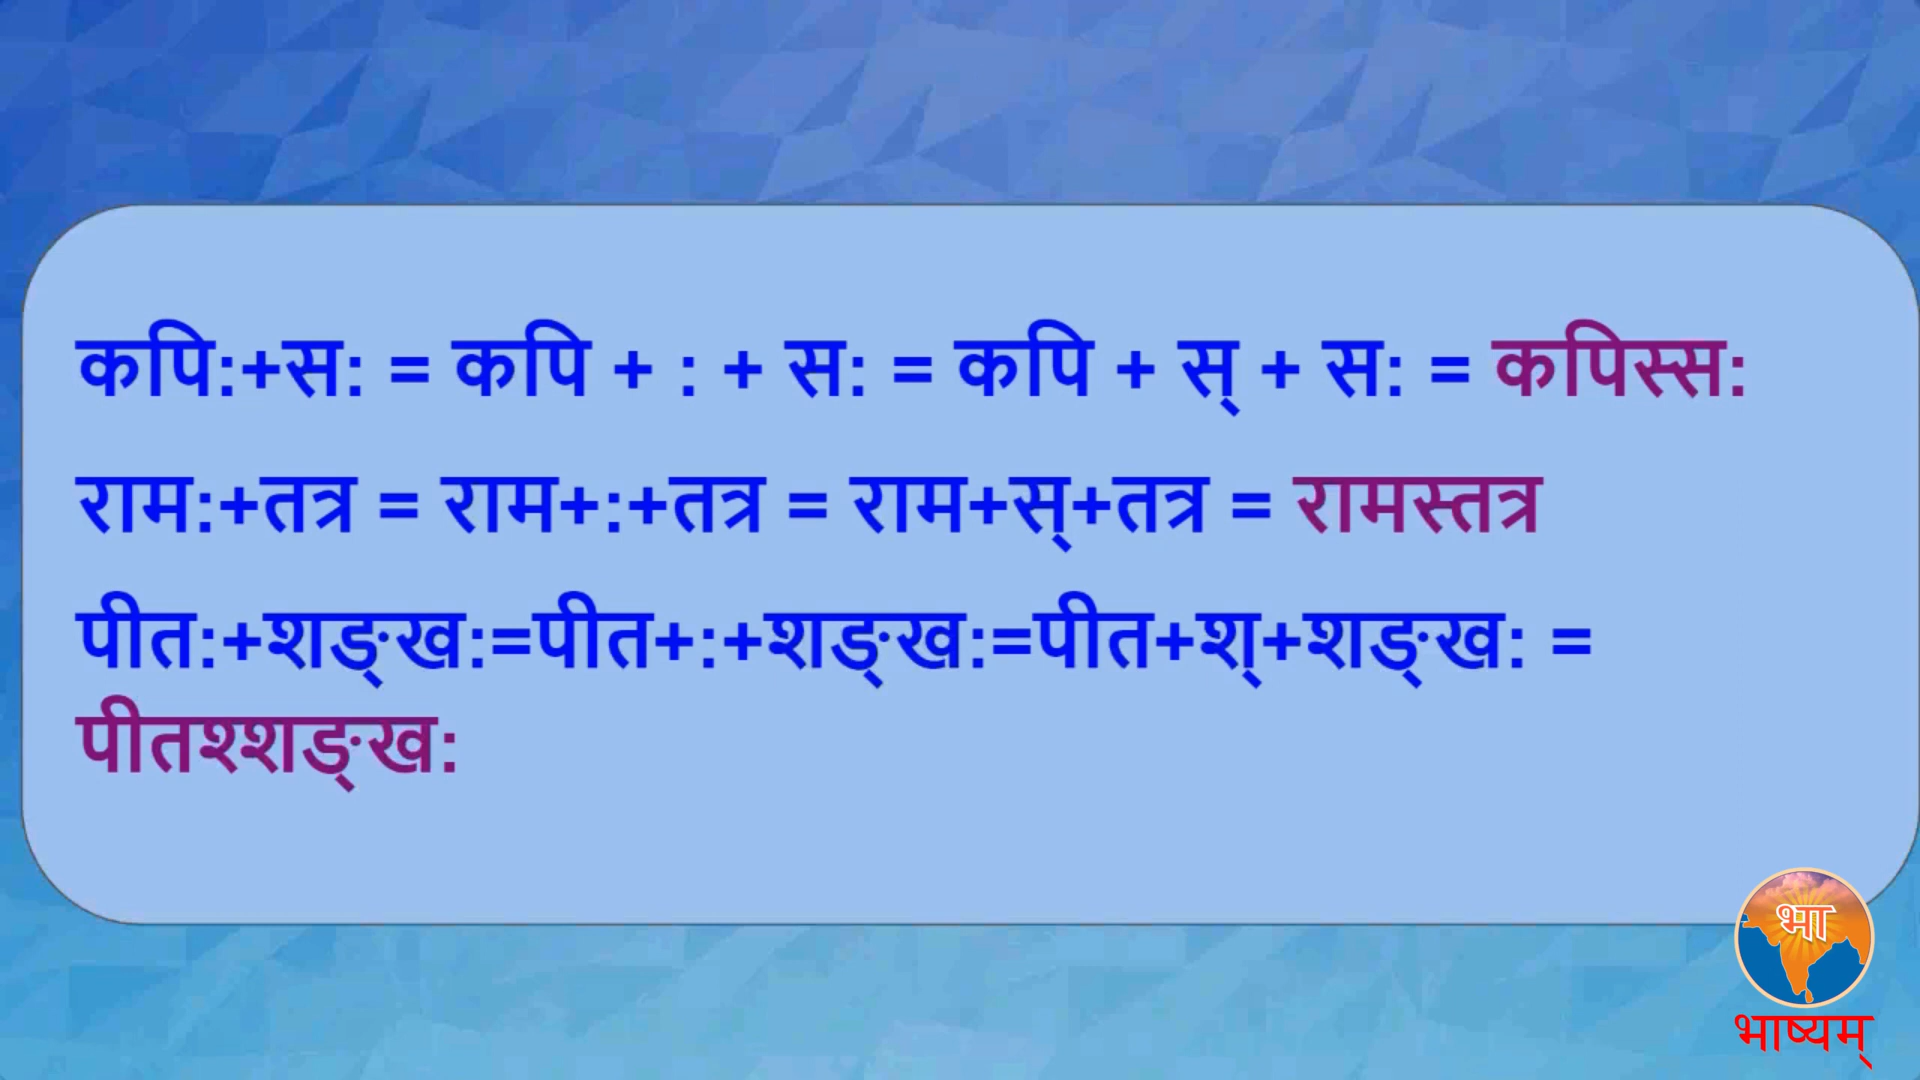 कपि:+स: = कपि + : + स: = कपि + स् + स: = कपिस्स:
राम:+तत्र = राम+:+तत्र = राम+स्+तत्र = रामस्तत्र
पीत:+शङ्ख:=पीत+:+शङ्ख:=पीत+श्+शङ्ख: =
पीतश्शङ्ख:
भा
भाष्यम्